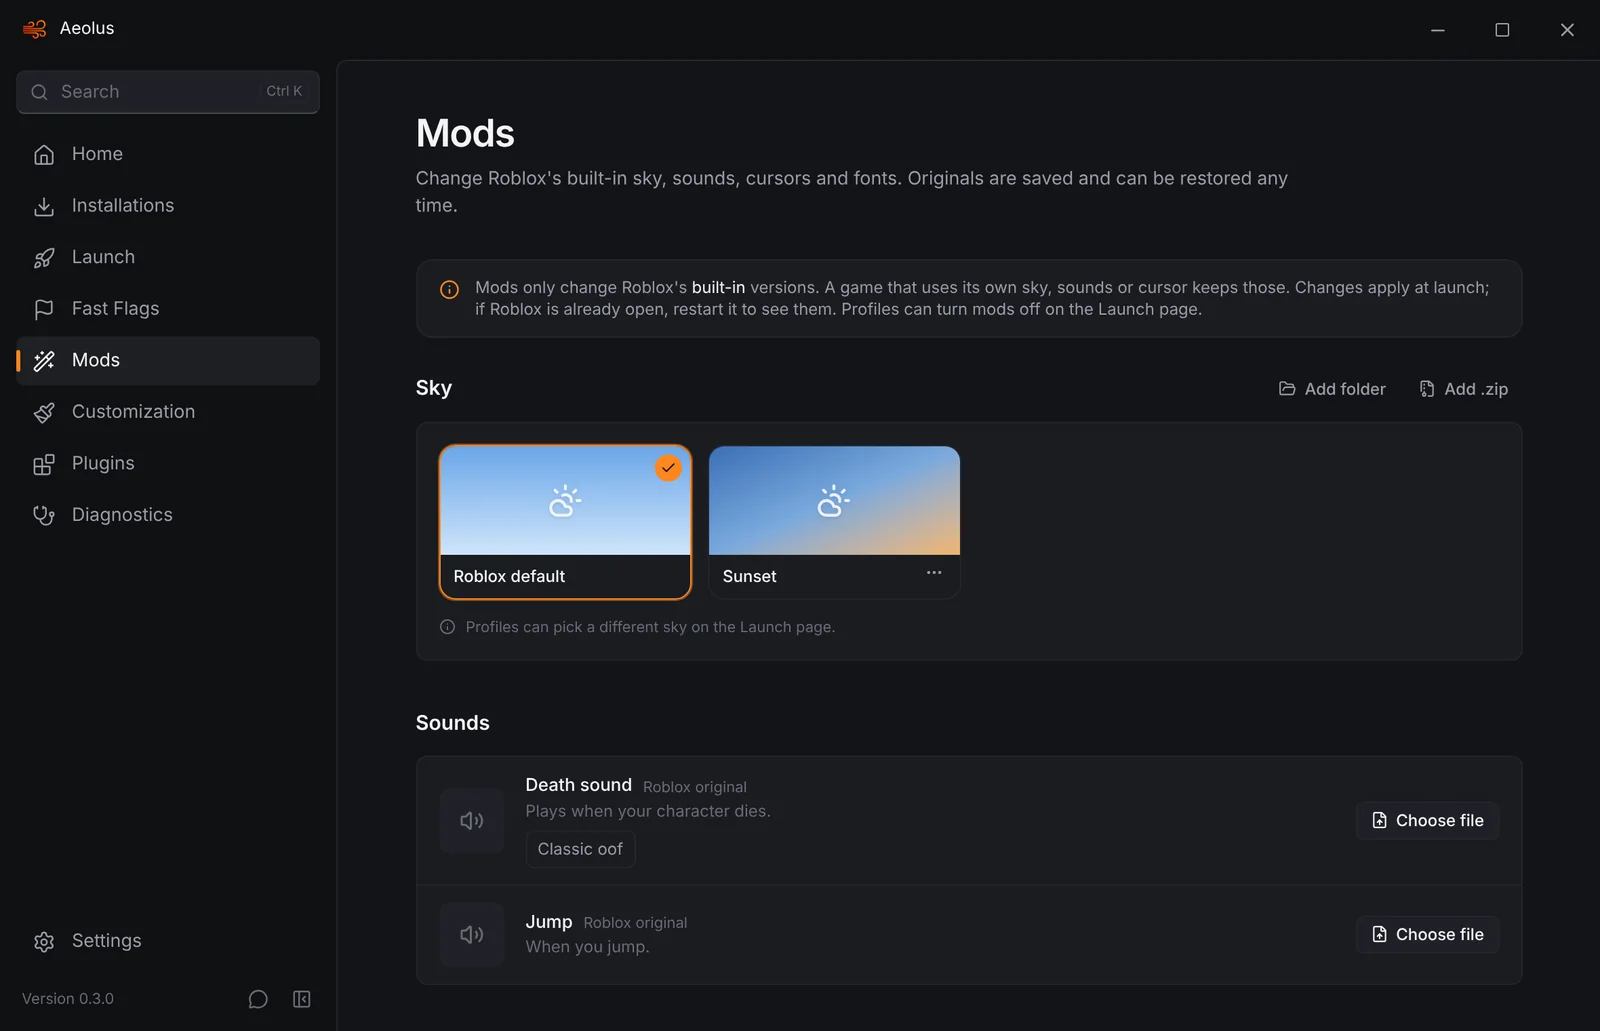 Aeolus
Search
Ctrl K
Home
Installations
Launch
Fast Flags
Mods
Customization
Plugins
Diagnostics
Settings
Version 0.3.0
Mods
Change Roblox's built-in sky, sounds, cursors and fonts. Originals are saved and can be restored any
time.
Mods only change Roblox's built-in versions. A game that uses its own sky, sounds or cursor keeps those. Changes apply at launch;
if Roblox is already open, restart it to see them. Profiles can turn mods off on the Launch page.
Sky
Add folder
Add .zip
Roblox default
Sunset
Profiles can pick a different sky on the Launch page.
Sounds
Death sound Roblox original
Plays when your character dies.
Classic oof
Choose file
Jump Roblox original
When you jump.
Choose file